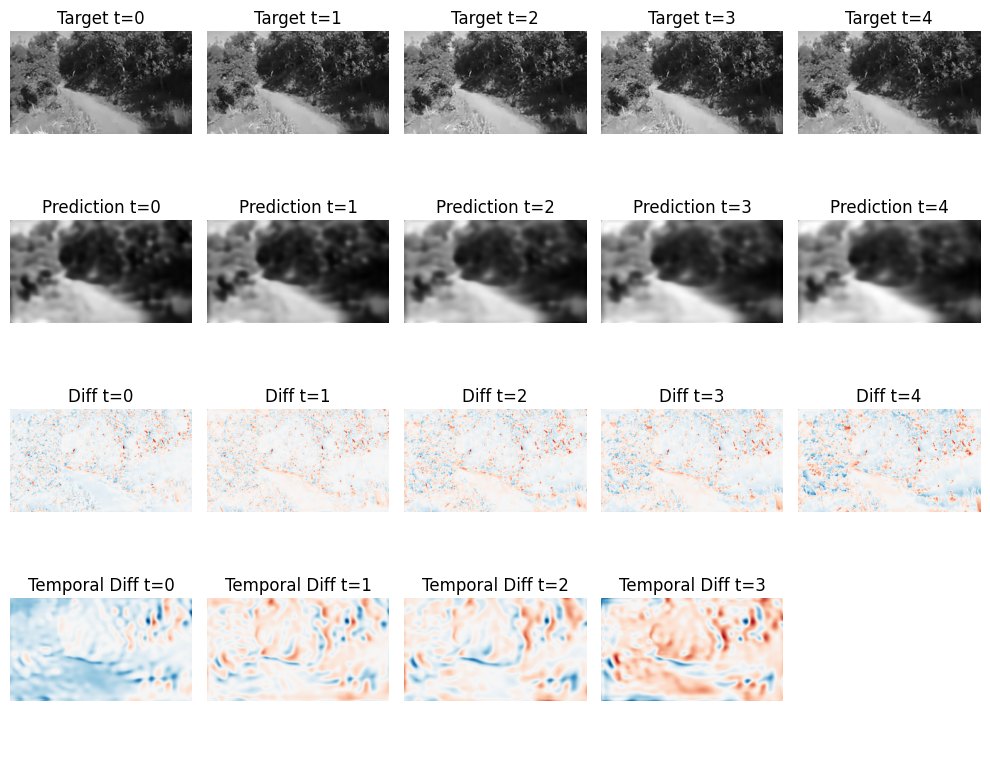 Target t=0 Target t=1 Target t=2 Target t=3 Target t=4
Prediction t=0 Prediction t=1 Prediction t=2 Prediction t=3 Prediction t=4
Diff t=0 Diff t=1 Diff t=2 Diff t=3 Diff t=4
Temporal Diff t=0 Temporal Diff t=1 Temporal Diff t=2 Temporal Diff t=3